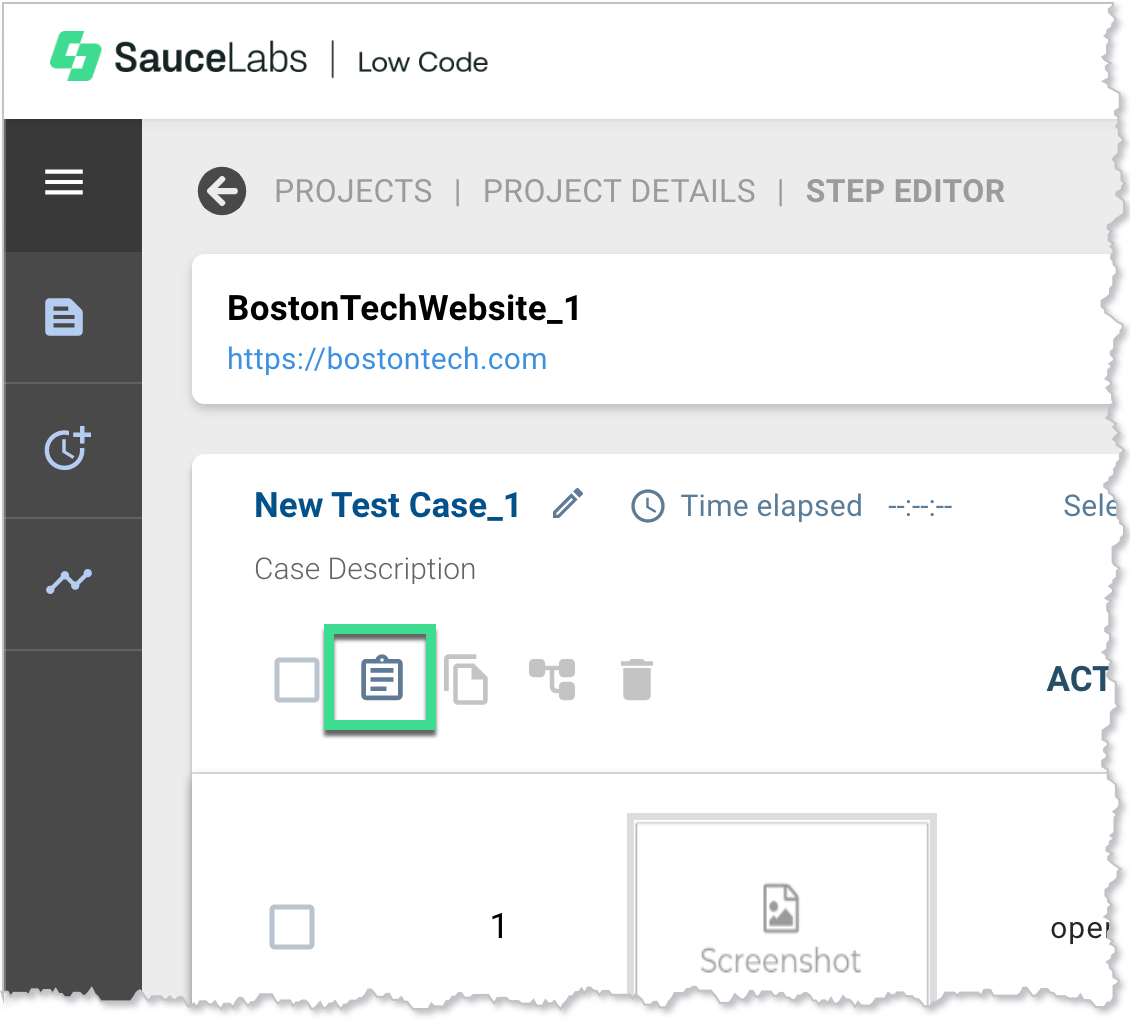 SauceLabs | Low Code
PROJECTS | PROJECT DETAILS | STEP EDITOR
BostonTechWebsite_1
https://bostontech.com
New Test Case_1 Time elapsed --:--:-- Sele
Case Description
ACT
1 Screenshot open